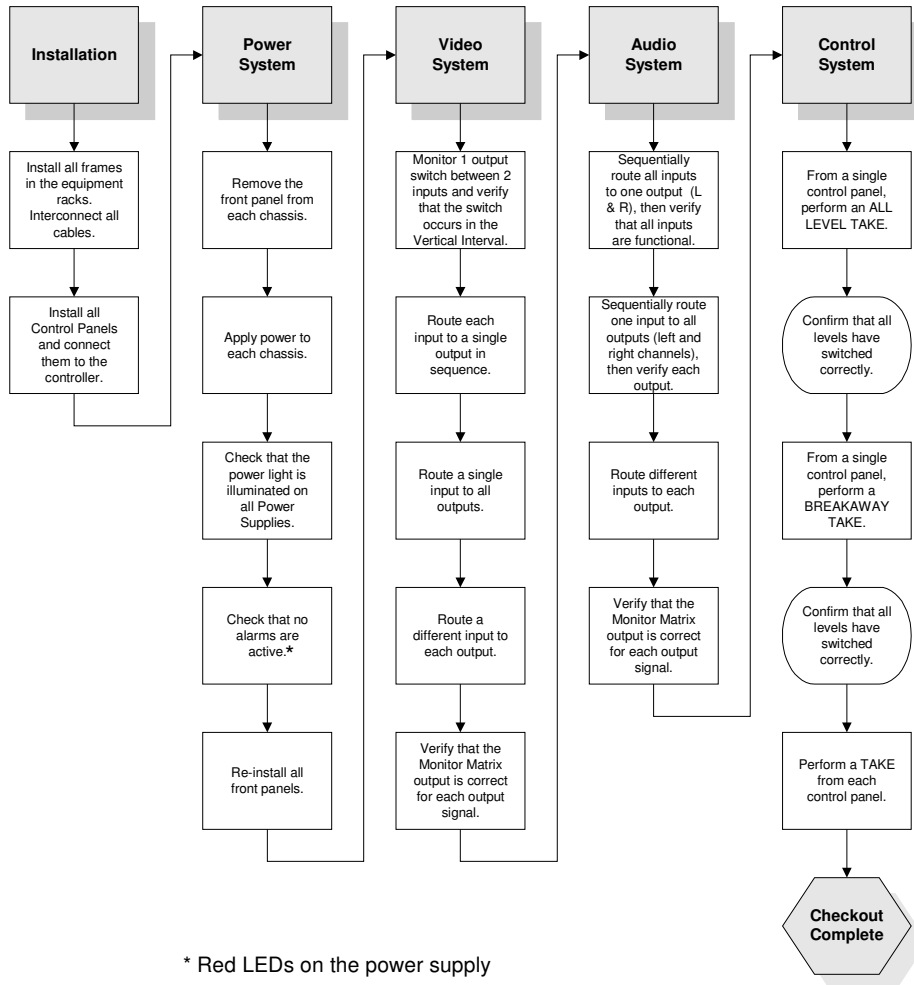 Installation
Install all frames
in the equipment
racks.
Interconnect all
cables.
Install all
Control Panels
and connect
them to the
controller.
Power
System
Remove the
front panel from
each chassis.
Apply power to
each chassis.
Check that the
power light is
illuminated on
all Power
Supplies.
Check that no
alarms are
active.*
Re-install all
front panels.
Video
System
Monitor 1 output
switch between 2
inputs and verify
that the switch
occurs in the
Vertical Interval.
Route each
input to a single
output in
sequence.
Route a single
input to all
outputs.
Route a
different input to
each output.
Verify that the
Monitor Matrix
output is correct
for each output
signal.
Audio
System
Sequentially
route all inputs
to one output (L
& R), then verify
that all inputs
are functional.
Sequentially route
one input to all
outputs (left and
right channels),
then verify each
output.
Route different
inputs to each
output.
Verify that the
Monitor Matrix
output is correct
for each output
signal.
Control
System
From a single
control panel,
perform an ALL
LEVEL TAKE.
Confirm that all
levels have
switched
correctly.
From a single
control panel,
perform a
BREAKAWAY
TAKE.
Confirm that all
levels have
switched
correctly.
Perform a TAKE
from each
control panel.
Checkout
Complete
* Red LEDs on the power supply